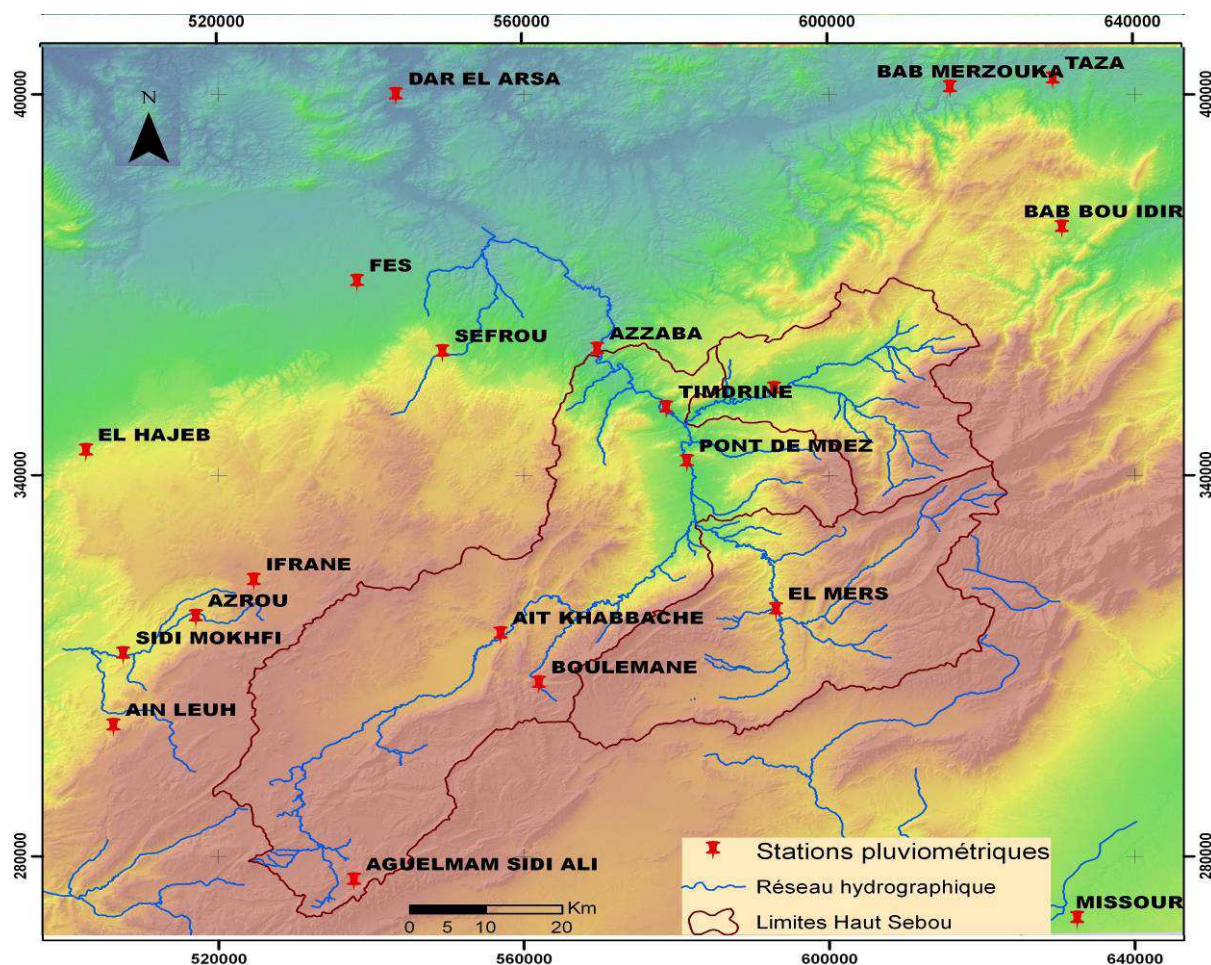 520000 560000 600000 640000
DAR EL ARSA
BAB MERZOUKA
TAZA
400000
400000
N
BAB BOU IDIR
FES
SEFROU
AZZABA
TIMDRINE
EL HAJEB
PONT DE MDEZ
340000
340000
IFRANE
AZROU
EL MERS
SIDI MOKHFI
AIT KHABBACHE
BOULEMANE
AIN LEUH
280000
280000
AGUELMAM SIDI ALI
Stations pluviométriques
Réseau hydrographique
Limites Haut Sebou
MISSOUR
Km
0 5 10 20
520000 560000 600000 640000